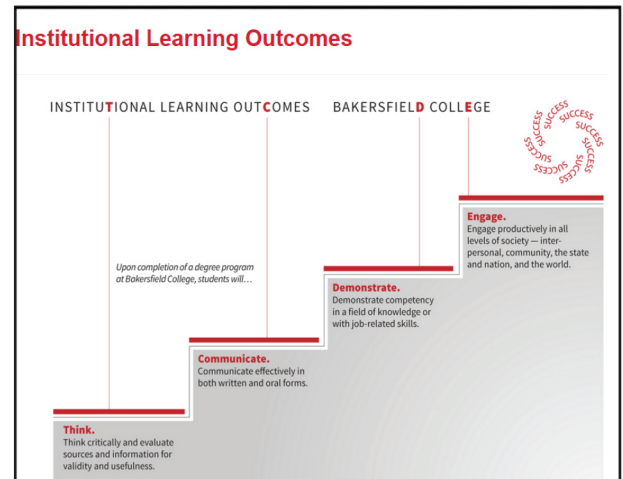 Institutional Learning Outcomes
INSTITUTIONAL LEARNING OUTCOMES BAKERSFIELD COLLEGE
SUCCESS SUCCESS SUCCESS SUCCESS SUCCESS SUCCESS SUCCESS SUCCESS SUCCESS
Engage.
Engage productively in all
levels of society — inter-
personal, community, the state
and nation, and the world.
Upon completion of a degree program
at Bakersfield College, students will...
Demonstrate.
Demonstrate competency
in a field of knowledge or
with job-related skills.
Communicate.
Communicate effectively in
both written and oral forms.
Think.
Think critically and evaluate
sources and information for
validity and usefulness.